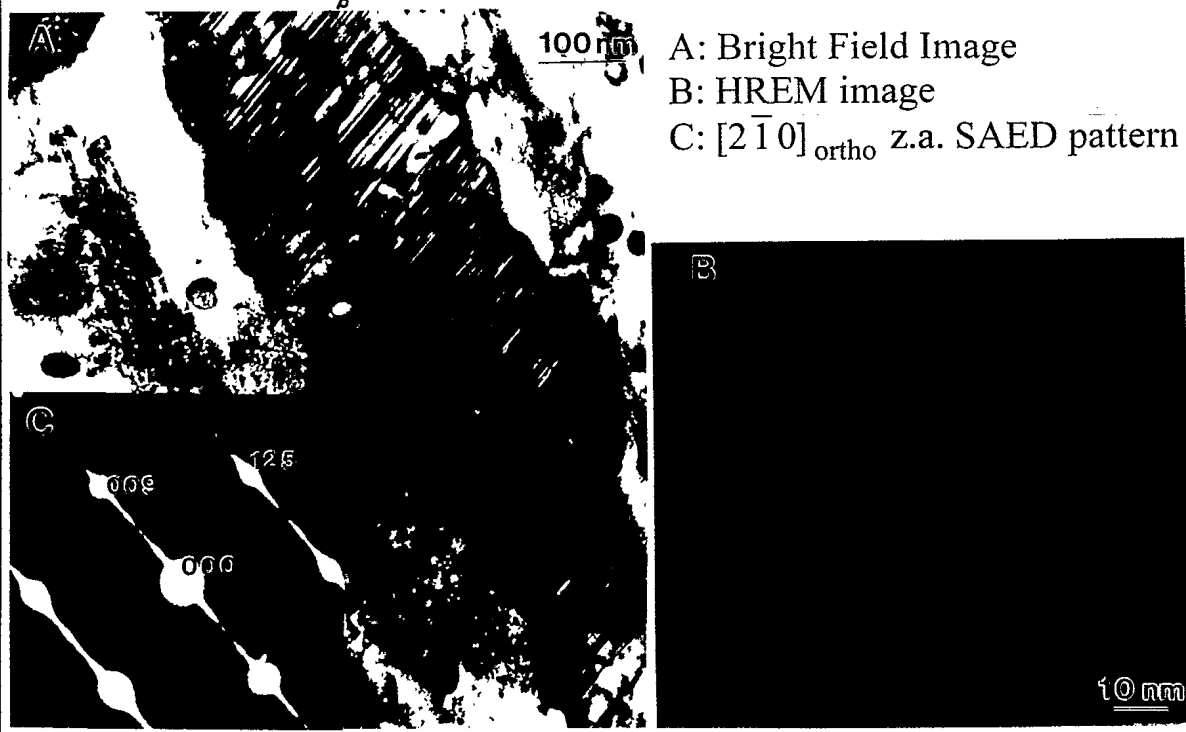 A
100 nm
A: Bright Field Image
B: HREM image
C: [2 1̅ 0] ortho z.a. SAED pattern
B
C
009
125
000
10 nm